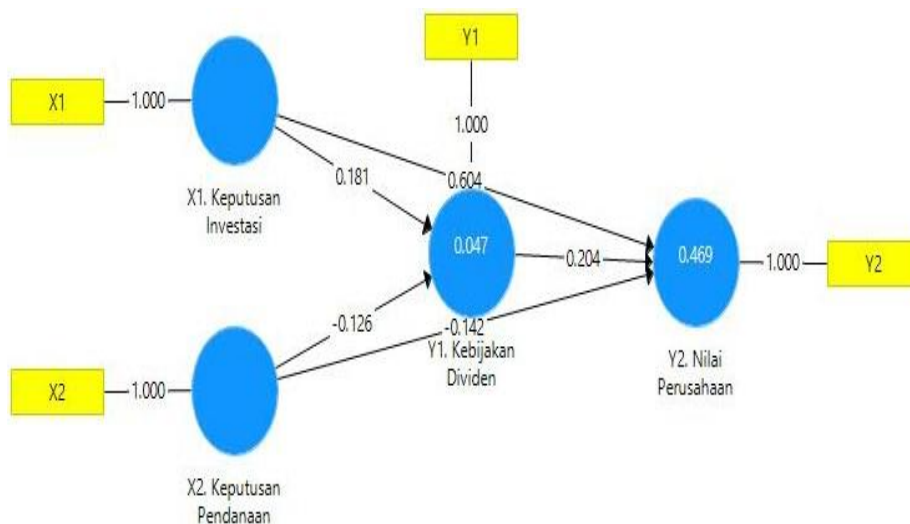 Y1
X1
1.000
1.000
0.181
0.604
X1. Keputusan
Investasi
0.047
0.204
0.469
1.000
Y2
-0.126
-0.142
Y1. Kebijakan
Dividen
Y2. Nilai
Perusahaan
X2
1.000
X2. Keputusan
Pendanaan